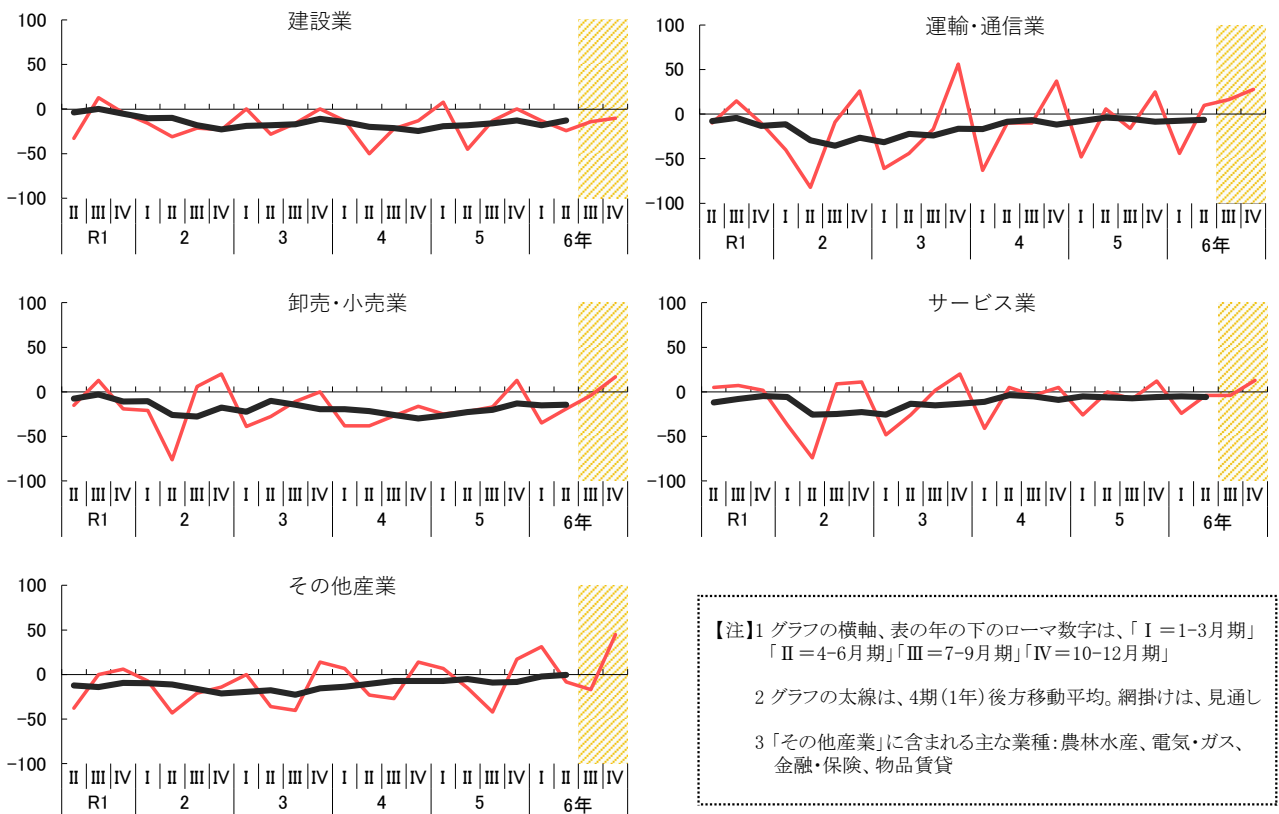 建設業
100
50
0
-50
-100
Ⅱ Ⅲ Ⅳ Ⅰ Ⅱ Ⅲ Ⅳ Ⅰ Ⅱ Ⅲ Ⅳ Ⅰ Ⅱ Ⅲ Ⅳ Ⅰ Ⅱ Ⅲ Ⅳ Ⅰ Ⅱ Ⅲ Ⅳ
R1 2 3 4 5 6年
運輸・通信業
100
50
0
-50
-100
Ⅱ Ⅲ Ⅳ Ⅰ Ⅱ Ⅲ Ⅳ Ⅰ Ⅱ Ⅲ Ⅳ Ⅰ Ⅱ Ⅲ Ⅳ Ⅰ Ⅱ Ⅲ Ⅳ Ⅰ Ⅱ Ⅲ Ⅳ
R1 2 3 4 5 6年
卸売・小売業
100
50
0
-50
-100
Ⅱ Ⅲ Ⅳ Ⅰ Ⅱ Ⅲ Ⅳ Ⅰ Ⅱ Ⅲ Ⅳ Ⅰ Ⅱ Ⅲ Ⅳ Ⅰ Ⅱ Ⅲ Ⅳ Ⅰ Ⅱ Ⅲ Ⅳ
R1 2 3 4 5 6年
サービス業
100
50
0
-50
-100
Ⅱ Ⅲ Ⅳ Ⅰ Ⅱ Ⅲ Ⅳ Ⅰ Ⅱ Ⅲ Ⅳ Ⅰ Ⅱ Ⅲ Ⅳ Ⅰ Ⅱ Ⅲ Ⅳ Ⅰ Ⅱ Ⅲ Ⅳ
R1 2 3 4 5 6年
その他産業
100
50
0
-50
-100
Ⅱ Ⅲ Ⅳ Ⅰ Ⅱ Ⅲ Ⅳ Ⅰ Ⅱ Ⅲ Ⅳ Ⅰ Ⅱ Ⅲ Ⅳ Ⅰ Ⅱ Ⅲ Ⅳ Ⅰ Ⅱ Ⅲ Ⅳ
R1 2 3 4 5 6年
【注】1 グラフの横軸、表の年の下のローマ数字は、「Ⅰ=1-3月期」
「Ⅱ=4-6月期」「Ⅲ=7-9月期」「Ⅳ=10-12月期」
2 グラフの太線は、4期(1年)後方移動平均。網掛けは、見通し
3 「その他産業」に含まれる主な業種:農林水産、電気・ガス、
金融・保険、物品賃貸